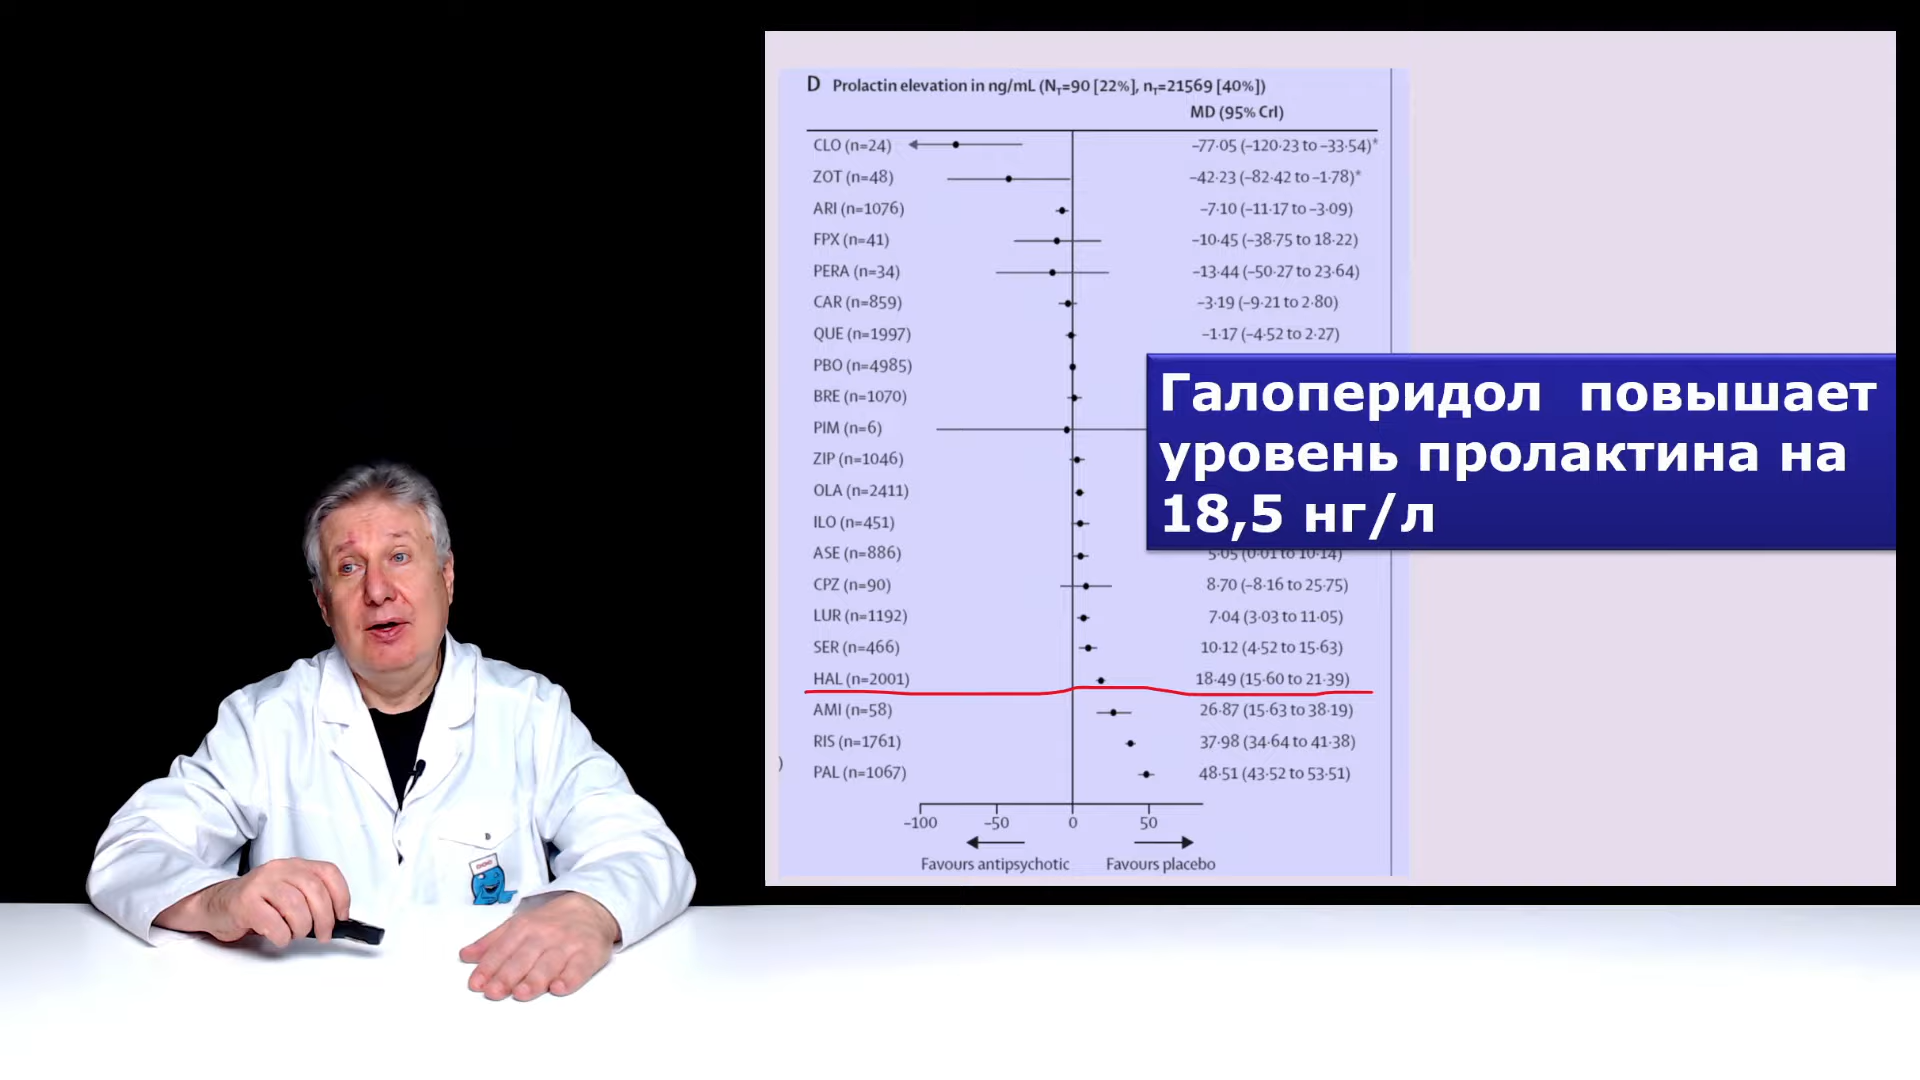 D Prolactin elevation in ng/mL (NT=90 [22%], nT=21569 [40%])
MD (95% CrI)
CLO (n=24) –77·05 (–120·23 to –33·54)*
ZOT (n=48) –42·23 (–82·42 to –1·78)*
ARI (n=1076) –7·10 (–11·17 to –3·09)
FPX (n=41) –10·45 (–38·75 to 18·22)
PERA (n=34) –13·44 (–50·27 to 23·64)
CAR (n=859) –3·19 (–9·21 to 2·80)
QUE (n=1997) –1·17 (–4·52 to 2·27)
PBO (n=4985)
BRE (n=1070)
PIM (n=6)
ZIP (n=1046)
OLA (n=2411)
ILO (n=451)
ASE (n=886) 5·05 (0·01 to 10·14)
CPZ (n=90) 8·70 (–8·16 to 25·75)
LUR (n=1192) 7·04 (3·03 to 11·05)
SER (n=466) 10·12 (4·52 to 15·63)
HAL (n=2001) 18·49 (15·60 to 21·39)
AMI (n=58) 26·87 (15·63 to 38·19)
RIS (n=1761) 37·98 (34·64 to 41·38)
)
PAL (n=1067) 48·51 (43·52 to 53·51)
–100 –50 0 50
Favours antipsychotic Favours placebo
Галоперидол повышает
уровень пролактина на
18,5 нг/л